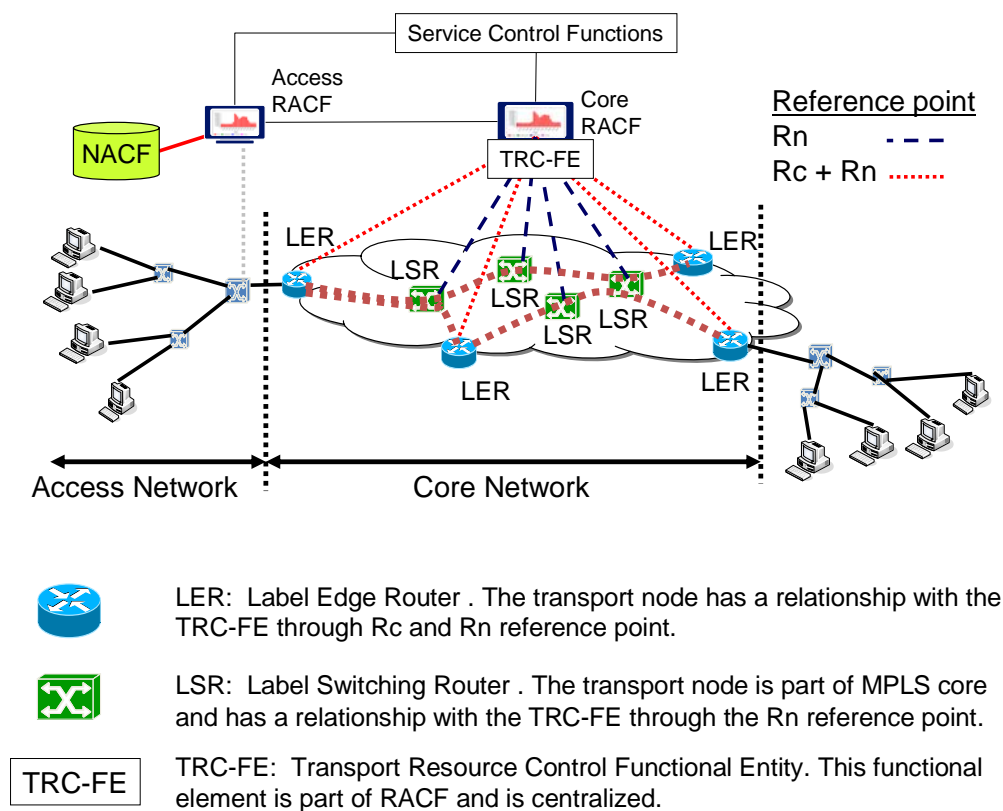 Service Control Functions
Access
RACF
Core
RACF
Reference point
Rn
Rc + Rn
NACF
TRC-FE
LER
LER
LSR
LSR
LSR
LSR
LER
LER
Access Network
Core Network
LER: Label Edge Router . The transport node has a relationship with the
TRC-FE through Rc and Rn reference point.
LSR: Label Switching Router . The transport node is part of MPLS core
and has a relationship with the TRC-FE through the Rn reference point.
TRC-FE
TRC-FE: Transport Resource Control Functional Entity. This functional
element is part of RACF and is centralized.